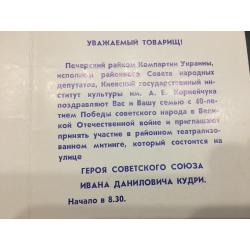 УВАЖАЕМЫЙ ТОВАРИЩ!
Печерский райком Компартии Украины,
исполком районного Совета народных
депутатов, Киевский государственный ин-
ститут культуры им. А. Е. Корнейчука
поздравляют Вас и Вашу семью с 40-ле-
тием Победы советского народа в Вели-
кой Отечественной войне и приглашают
принять участие в районном театрализо-
ванном митинге, который состоится на
улице
ГЕРОЯ СОВЕТСКОГО СОЮЗА
ИВАНА ДАНИЛОВИЧА КУДРИ.
Начало в 8.30.